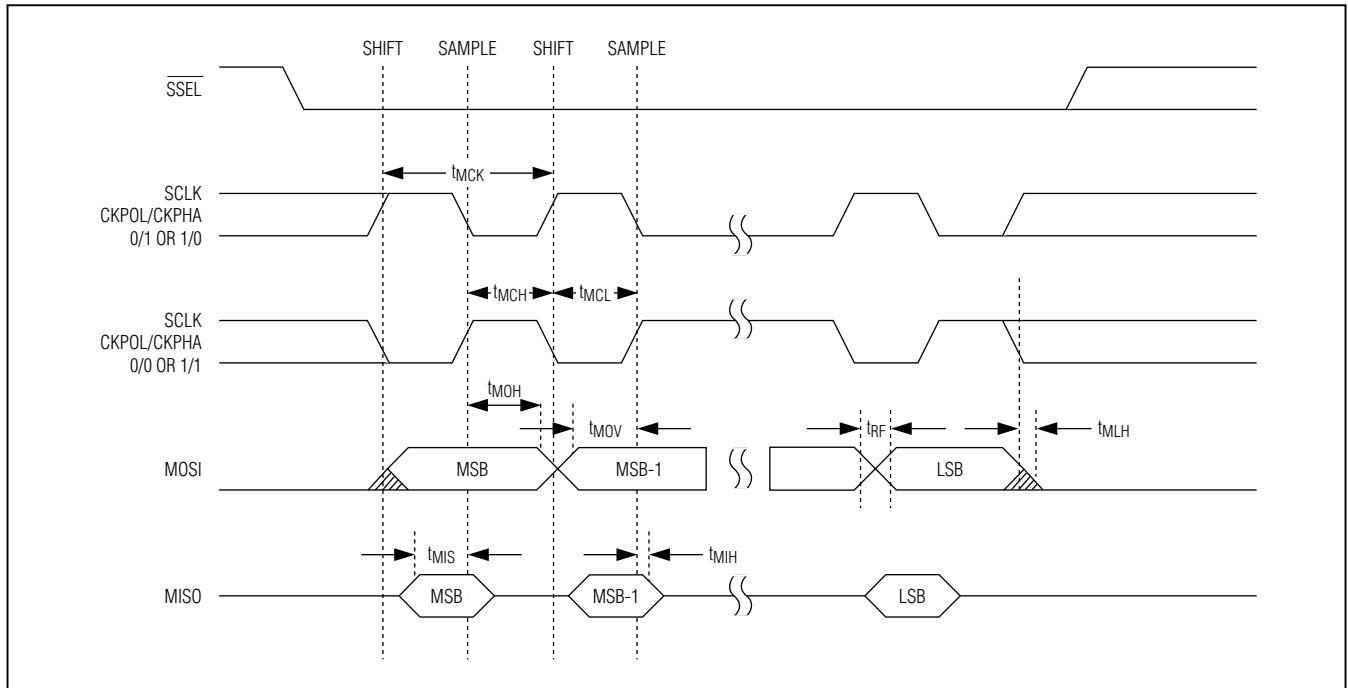 SHIFT SAMPLE SHIFT SAMPLE
SSEL
tMCK
SCLK
CKPOL/CKPHA
0/1 OR 1/0
tMCH tMCL
SCLK
CKPOL/CKPHA
0/0 OR 1/1
tMOH
tMOV tRF tMLH
MOSI MSB MSB-1 LSB
tMIS tMIH
MISO MSB MSB-1 LSB